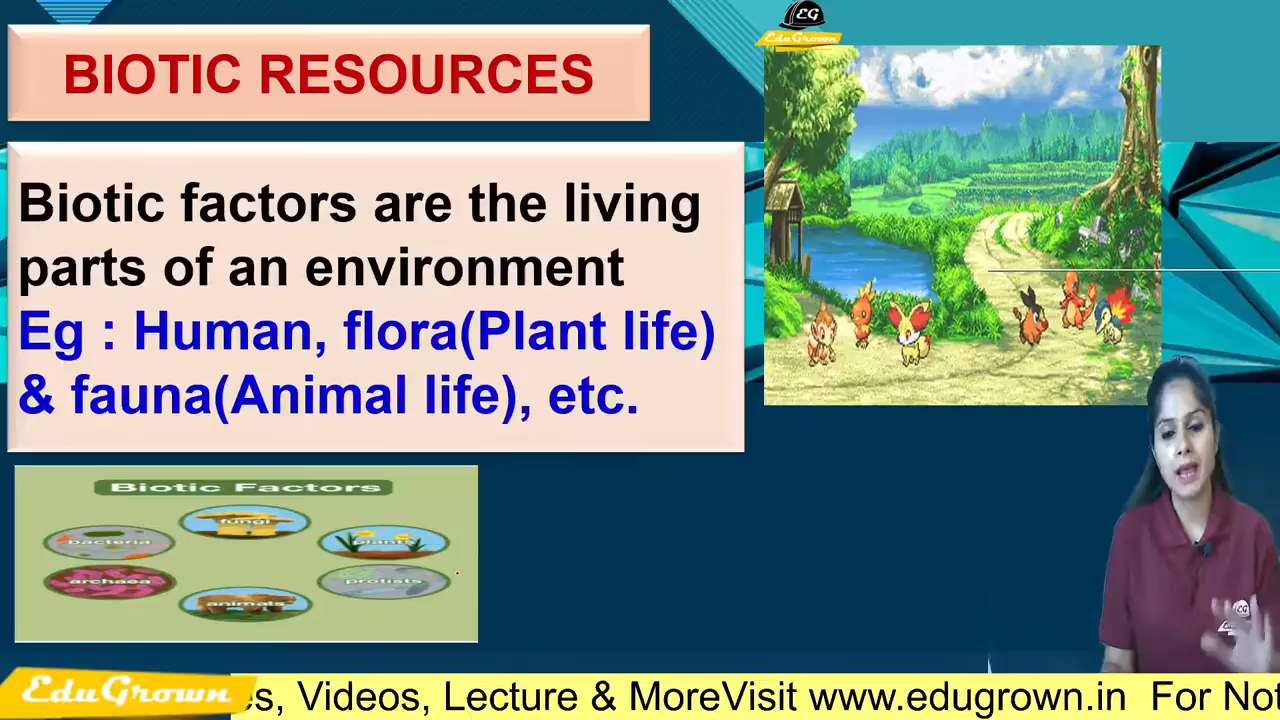 EG
EduGrown
BIOTIC RESOURCES
Biotic factors are the living
parts of an environment
Eg : Human, flora(Plant life)
& fauna(Animal life), etc.
Biotic Factors
fungi
bacteria
plants
archaea
protists
animals
EG
EduGrown
es, Videos, Lecture & MoreVisit www.edugrown.in For Not